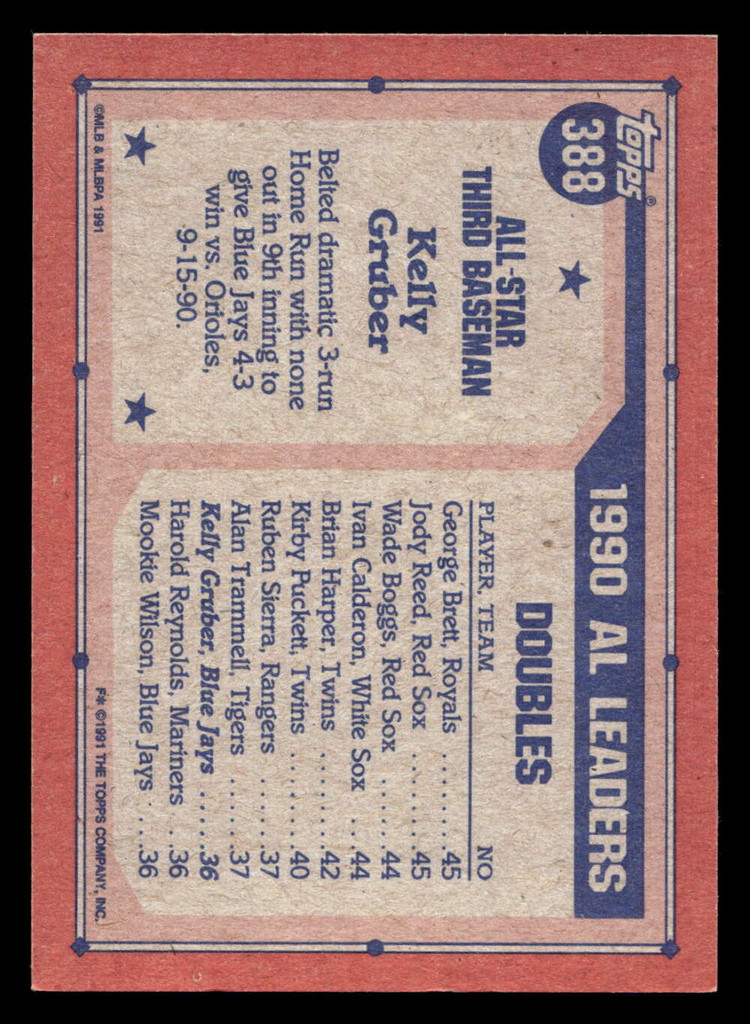 TOPPS®
388
1990 AL LEADERS
ALL-STAR
THIRD BASEMAN
Kelly
Gruber
Belted dramatic 3-run
Home Run with none
out in 9th inning to
give Blue Jays 4-3
win vs. Orioles,
9-15-90.
DOUBLES
PLAYER, TEAM NO
George Brett, Royals .........45
Jody Reed, Red Sox .........45
Wade Boggs, Red Sox ......44
Ivan Calderon, White Sox ...44
Brian Harper, Twins .........42
Kirby Puckett, Twins .......40
Ruben Sierra, Rangers .....37
Alan Trammell, Tigers ......37
Kelly Gruber, Blue Jays .....36
Harold Reynolds, Mariners ..36
Mookie Wilson, Blue Jays ...36
©MLB & MLBPA 1991
F* ©1991 THE TOPPS COMPANY, INC.